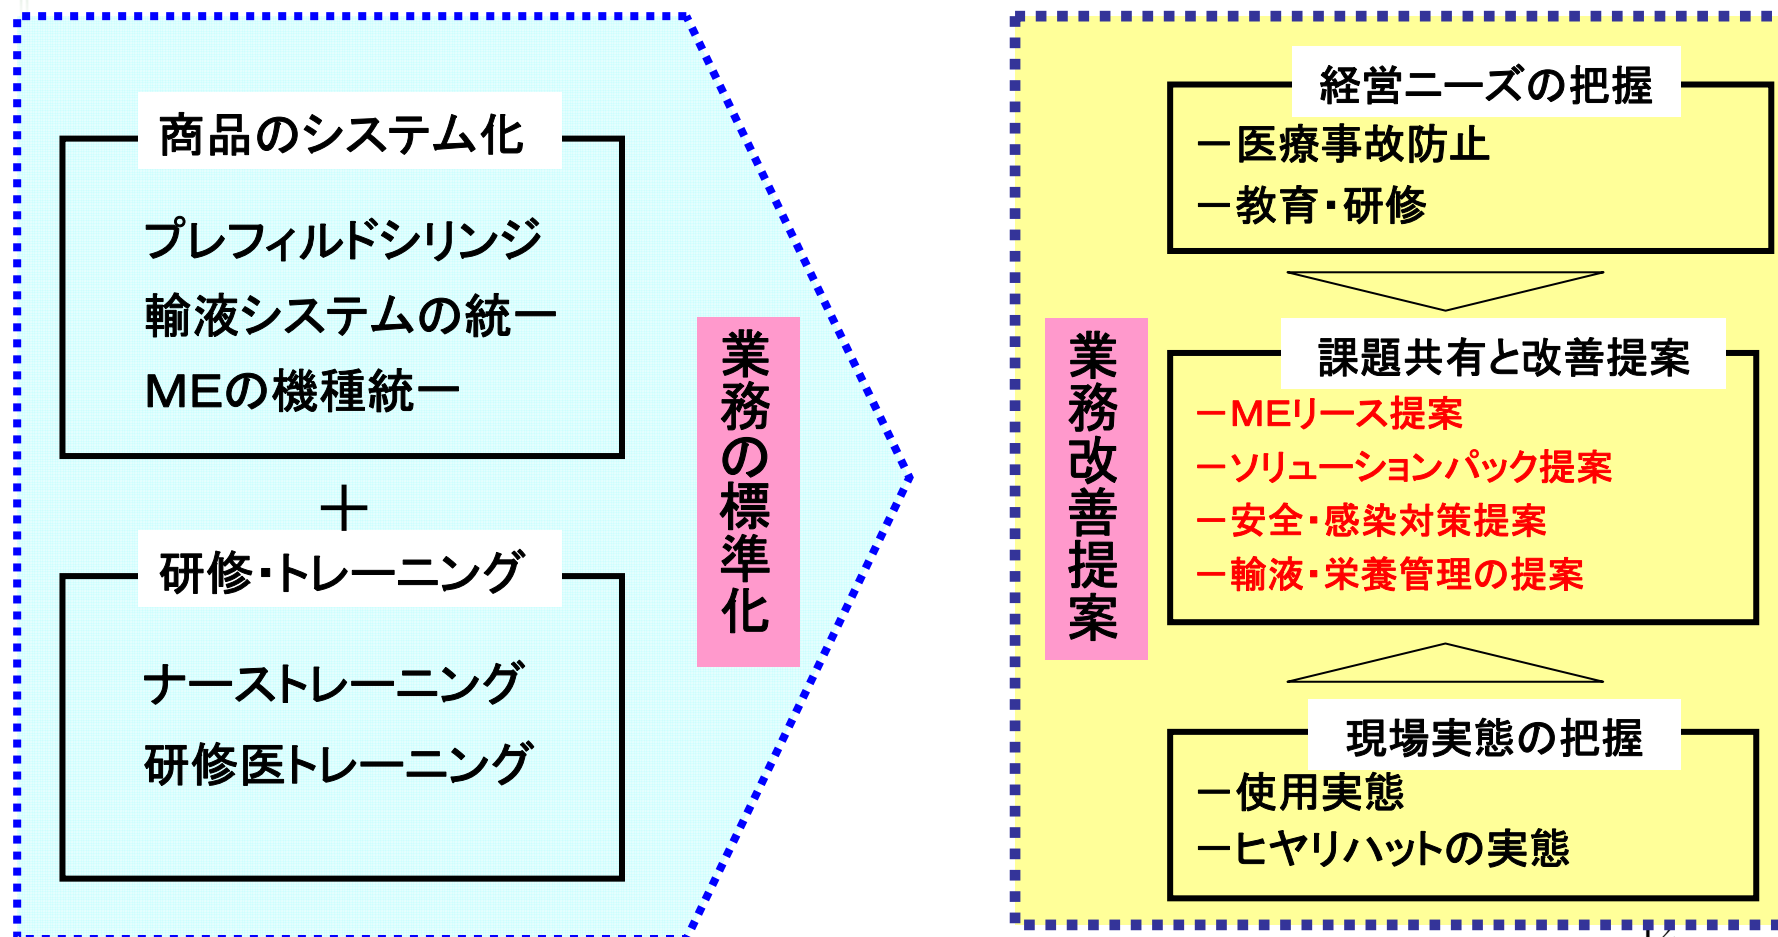 商品のシステム化
プレフィルドシリンジ
輸液システムの統一
MEの機種統一
＋
研修・トレーニング
ナーストレーニング
研修医トレーニング
業務の標準化
業務改善提案
経営ニーズの把握
－医療事故防止
－教育・研修
課題共有と改善提案
－MEリース提案
－ソリューションパック提案
－安全・感染対策提案
－輸液・栄養管理の提案
現場実態の把握
－使用実態
－ヒヤリハットの実態